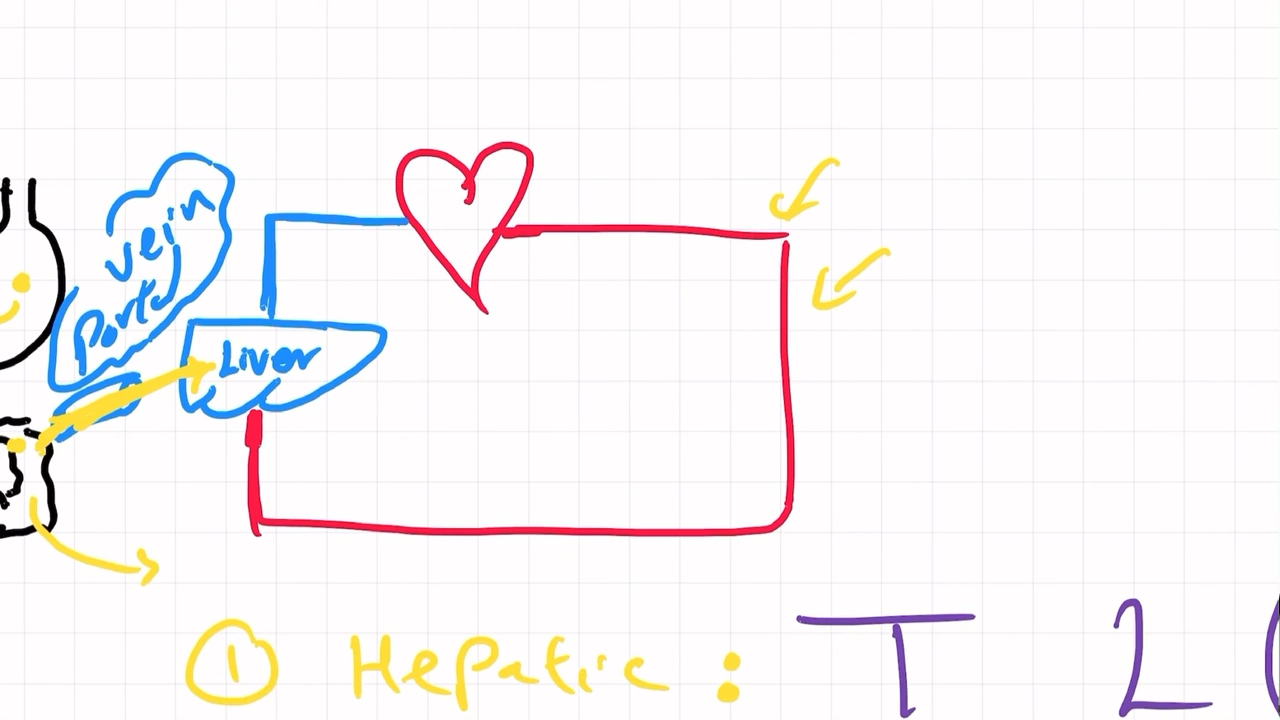 vein
Portal
Liver
① Hepatic :
T 2